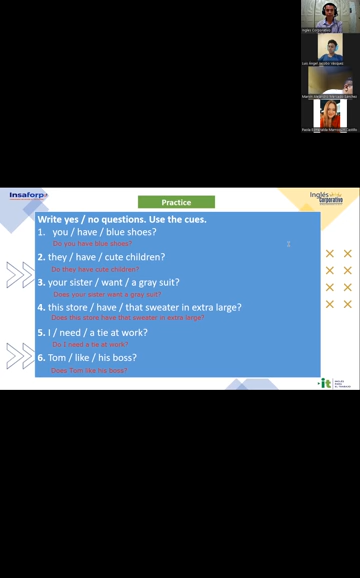 Inglés Corporativo
Insaforp
Practice
Inglés
Corporativo
Write yes / no questions. Use the cues.
1. you / have / blue shoes?
Do you have blue shoes?
2. they / have / cute children?
Do they have cute children?
3. your sister / want / a gray suit?
Does your sister want a gray suit?
4. this store / have / that sweater in extra large?
Does this store have that sweater in extra large?
5. I / need / a tie at work?
Do I need a tie at work?
6. Tom / like / his boss?
Does Tom like his boss?
it